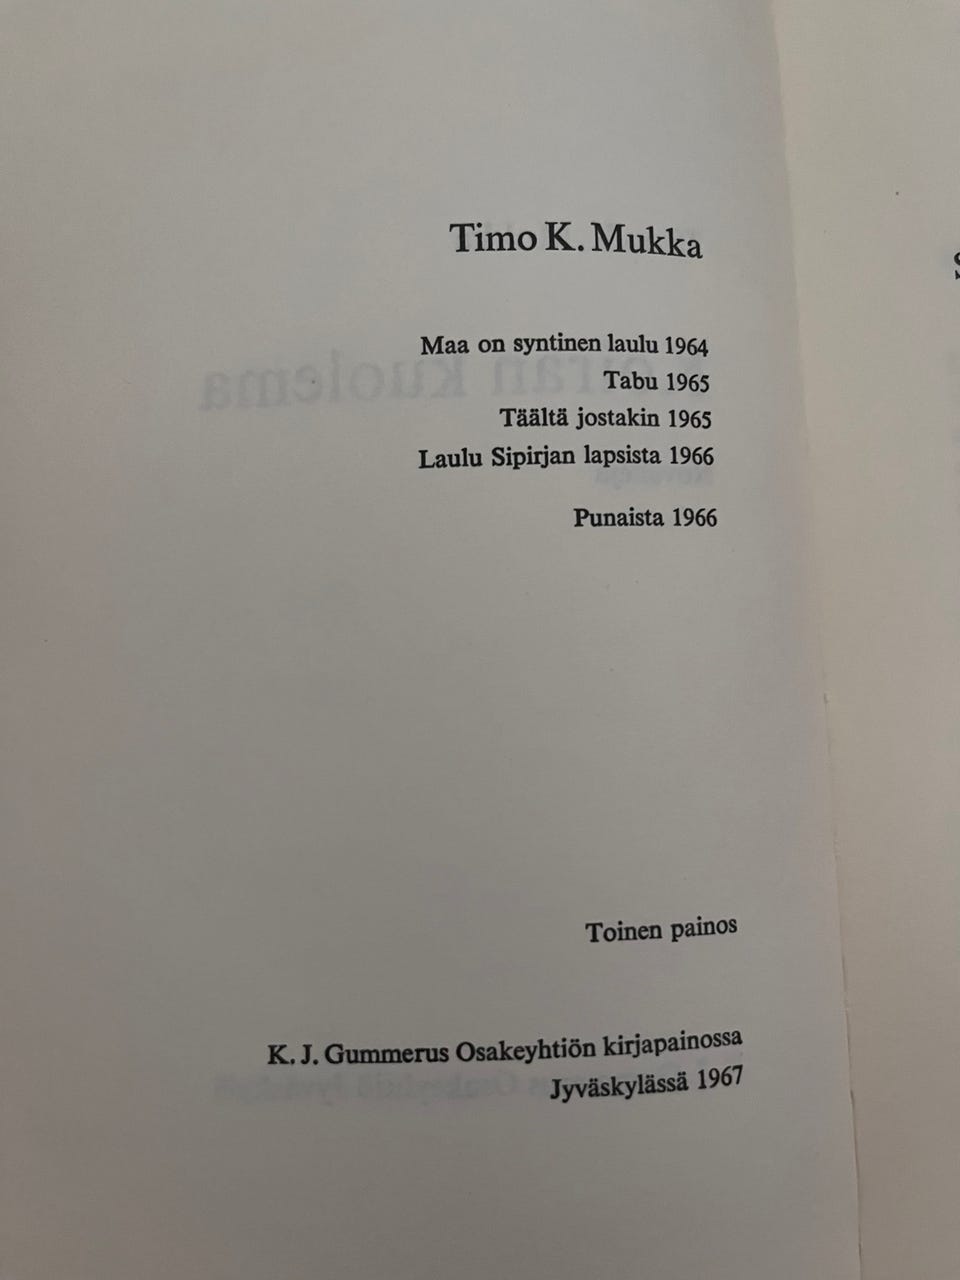 Timo K. Mukka
Maa on syntinen laulu 1964
Tabu 1965
Täältä jostakin 1965
Laulu Sipirjan lapsista 1966
Punaista 1966
Toinen painos
K. J. Gummerus Osakeyhtiön kirjapainossa
Jyväskylässä 1967